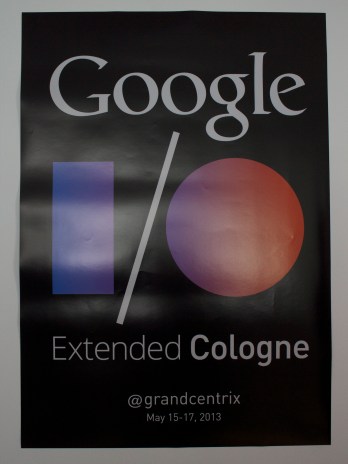 Google
I/O
Extended Cologne
@grandcentrix
May 15-17, 2013